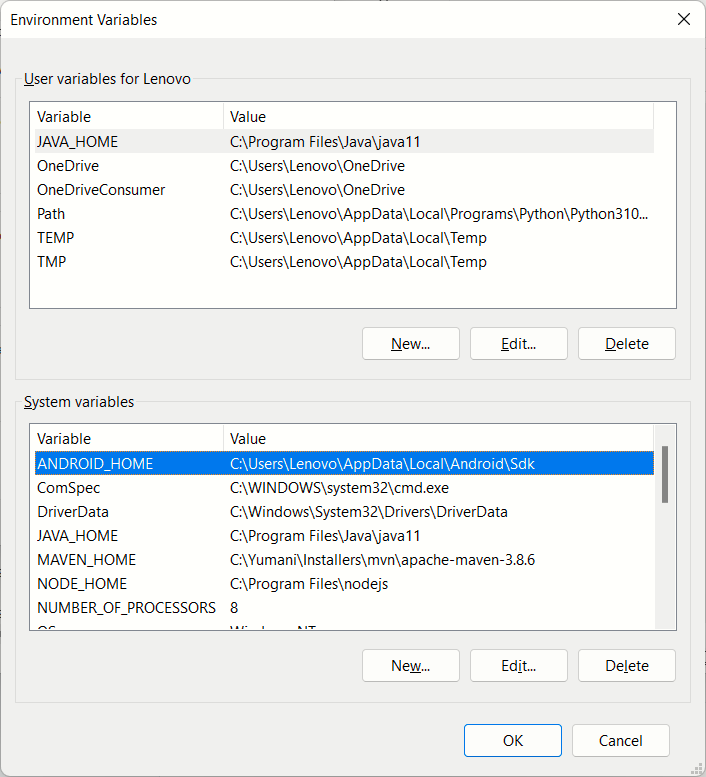 Environment Variables
User variables for Lenovo
Variable Value
JAVA_HOME C:\Program Files\Java\java11
OneDrive C:\Users\Lenovo\OneDrive
OneDriveConsumer C:\Users\Lenovo\OneDrive
Path C:\Users\Lenovo\AppData\Local\Programs\Python\Python310...
TEMP C:\Users\Lenovo\AppData\Local\Temp
TMP C:\Users\Lenovo\AppData\Local\Temp
New... Edit... Delete
System variables
Variable Value
ANDROID_HOME C:\Users\Lenovo\AppData\Local\Android\Sdk
ComSpec C:\WINDOWS\system32\cmd.exe
DriverData C:\Windows\System32\Drivers\DriverData
JAVA_HOME C:\Program Files\Java\java11
MAVEN_HOME C:\Yumani\Installers\mvn\apache-maven-3.8.6
NODE_HOME C:\Program Files\nodejs
NUMBER_OF_PROCESSORS 8
New... Edit... Delete
OK Cancel